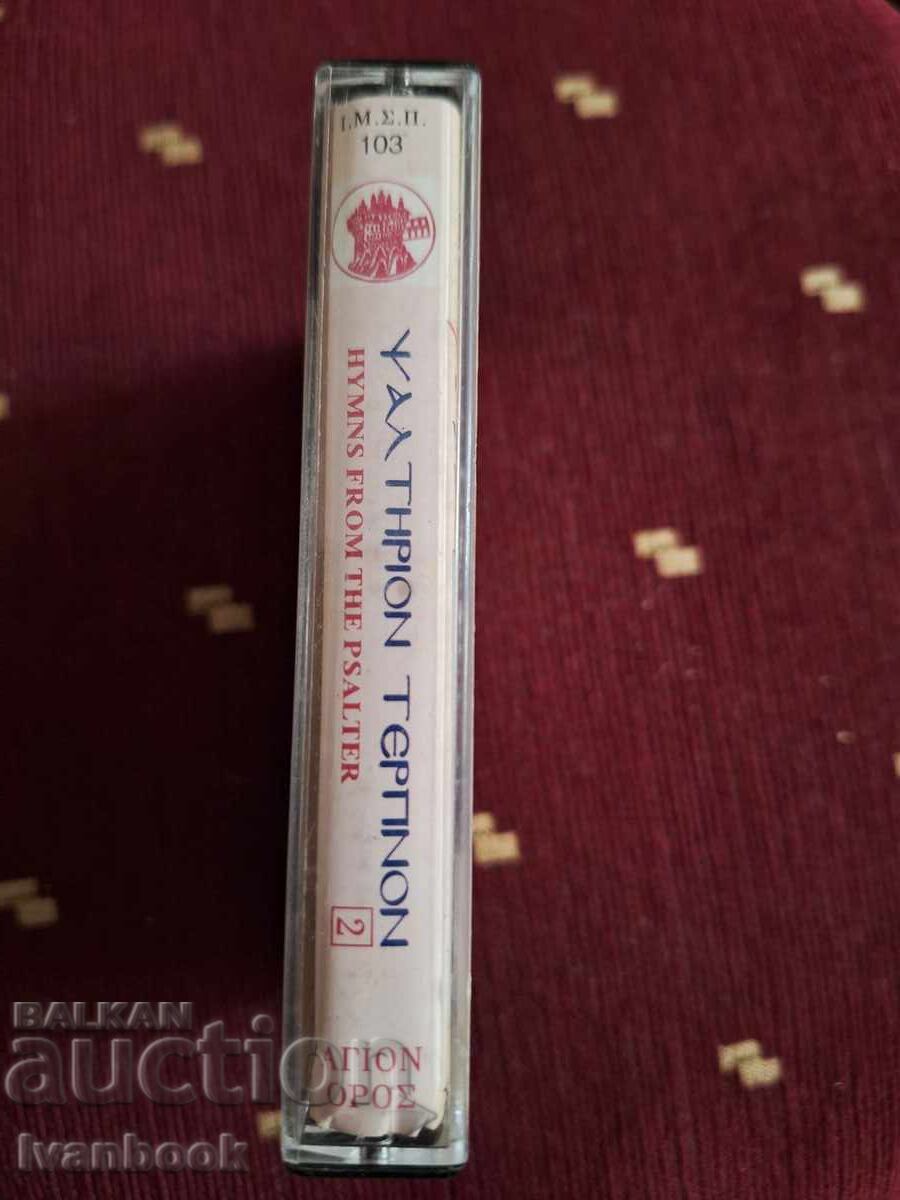 Ι.Μ.Σ.Π.
103
ΨΑΛΤΗΡΙΟΝ ΤΕΡΠΝΟΝ
HYMNS FROM THE PSALTER
2
ΑΓΙΟΝ
ΟΡΟΣ
BALKAN
auction
Ivanbook